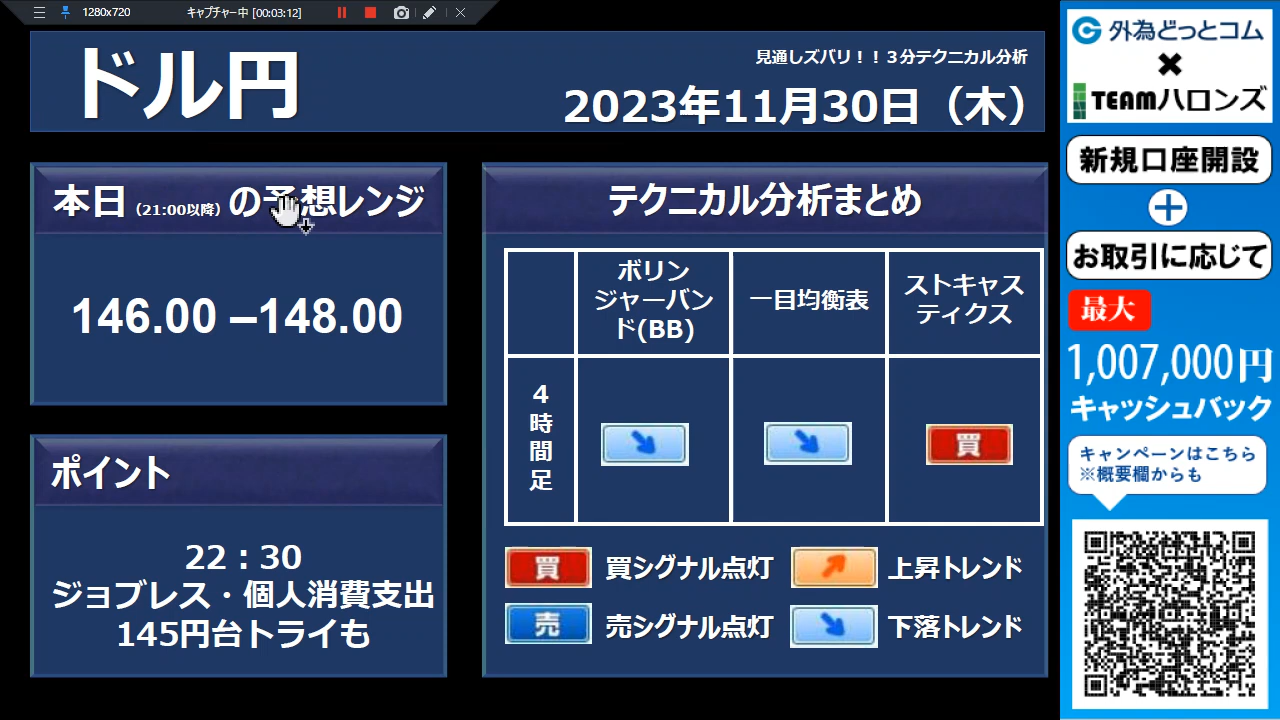 1280x720
キャプチャー中 [00:03:12]
ドル円
見通しズバリ！！３分テクニカル分析
2023年11月30日（木）
本日（21:00以降）の予想レンジ
146.00 –148.00
ポイント
22：30
ジョブレス・個人消費支出
145円台トライも
テクニカル分析まとめ
ボリン
ジャーバン
ド(BB)
一目均衡表
ストキャス
ティクス
４
時
間
足
買
買
買シグナル点灯
上昇トレンド
売
売シグナル点灯
下落トレンド
外為どっとコム
×
TEAMハロンズ
新規口座開設
+
お取引に応じて
最大
1,007,000円
キャッシュバック
キャンペーンはこちら
※概要欄からも